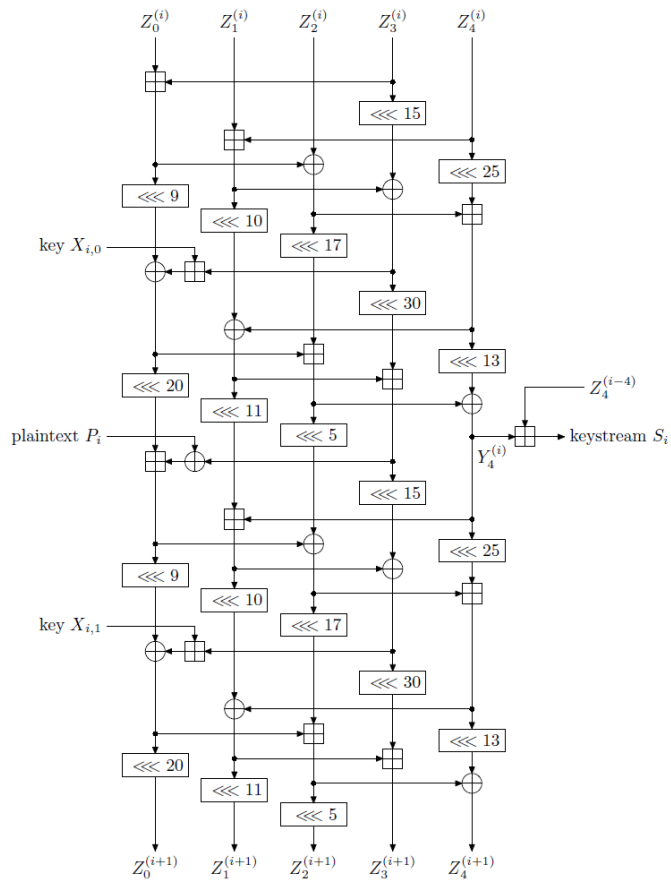 Z_0^{(i)} Z_1^{(i)} Z_2^{(i)} Z_3^{(i)} Z_4^{(i)}
⋘ 15
⋘ 25
⋘ 9
⋘ 10
⋘ 17
key X_{i,0}
⋘ 30
⋘ 13
⋘ 20
Z_4^{(i−4)}
⋘ 11
⋘ 5
plaintext P_i
keystream S_i
Y_4^{(i)}
⋘ 15
⋘ 25
⋘ 9
⋘ 10
⋘ 17
key X_{i,1}
⋘ 30
⋘ 13
⋘ 20
⋘ 11
⋘ 5
Z_0^{(i+1)} Z_1^{(i+1)} Z_2^{(i+1)} Z_3^{(i+1)} Z_4^{(i+1)}